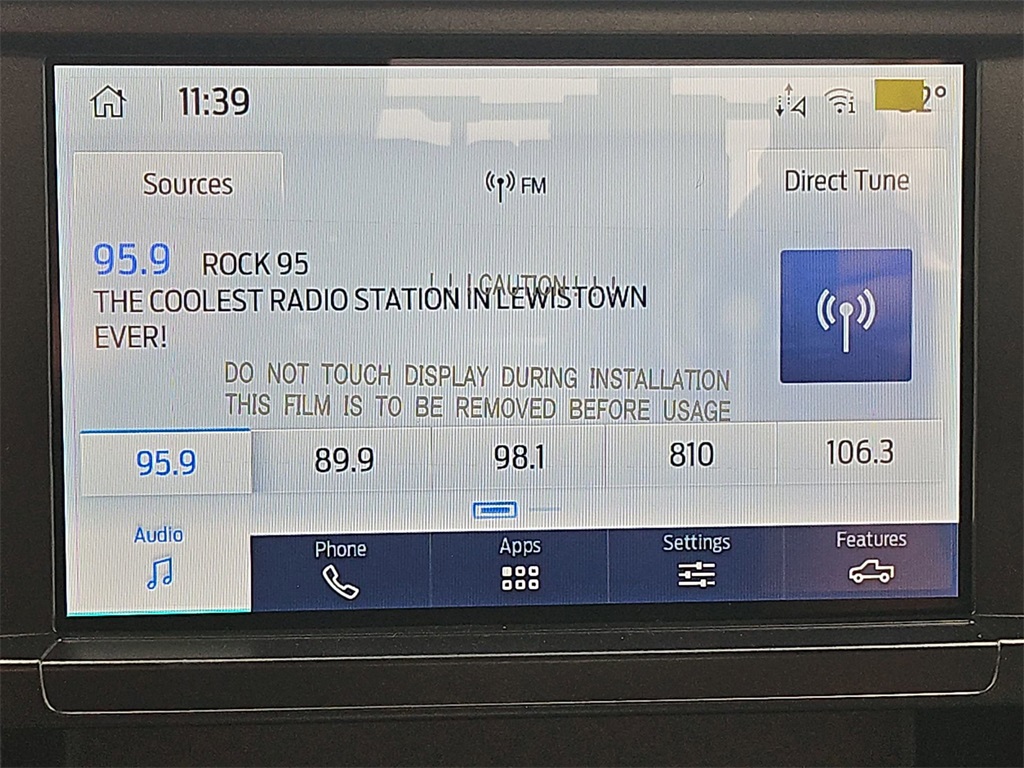 11:39
Sources
FM
Direct Tune
95.9 ROCK 95
! ! ! CAUTION ! ! !
THE COOLEST RADIO STATION IN LEWISTOWN
EVER!
DO NOT TOUCH DISPLAY DURING INSTALLATION
THIS FILM IS TO BE REMOVED BEFORE USAGE
95.9 89.9 98.1 810 106.3
Audio Phone Apps Settings Features